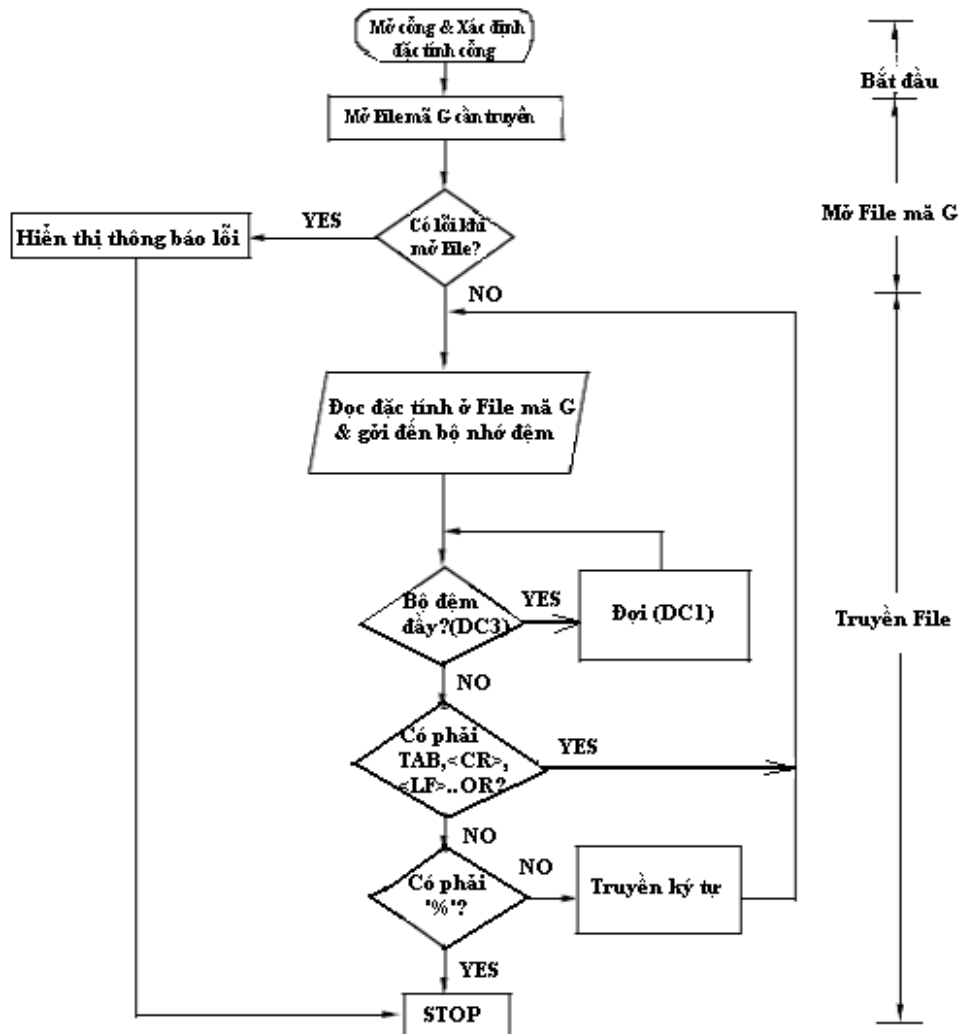 Mở cổng & Xác định
đặc tính cổng
Bắt đầu
Mở File mã G cần truyền
Mở File mã G
Có lỗi khi
mở File?
YES
Hiển thị thông báo lỗi
NO
Đọc đặc tính ở File mã G
& gởi đến bộ nhớ đệm
Bộ đệm
đầy?(DC3)
YES
Đợi (DC1)
Truyền File
NO
Có phải
TAB,<CR>,
<LF>..OR?
YES
NO
Có phải
'%'?
NO
Truyền ký tự
YES
STOP